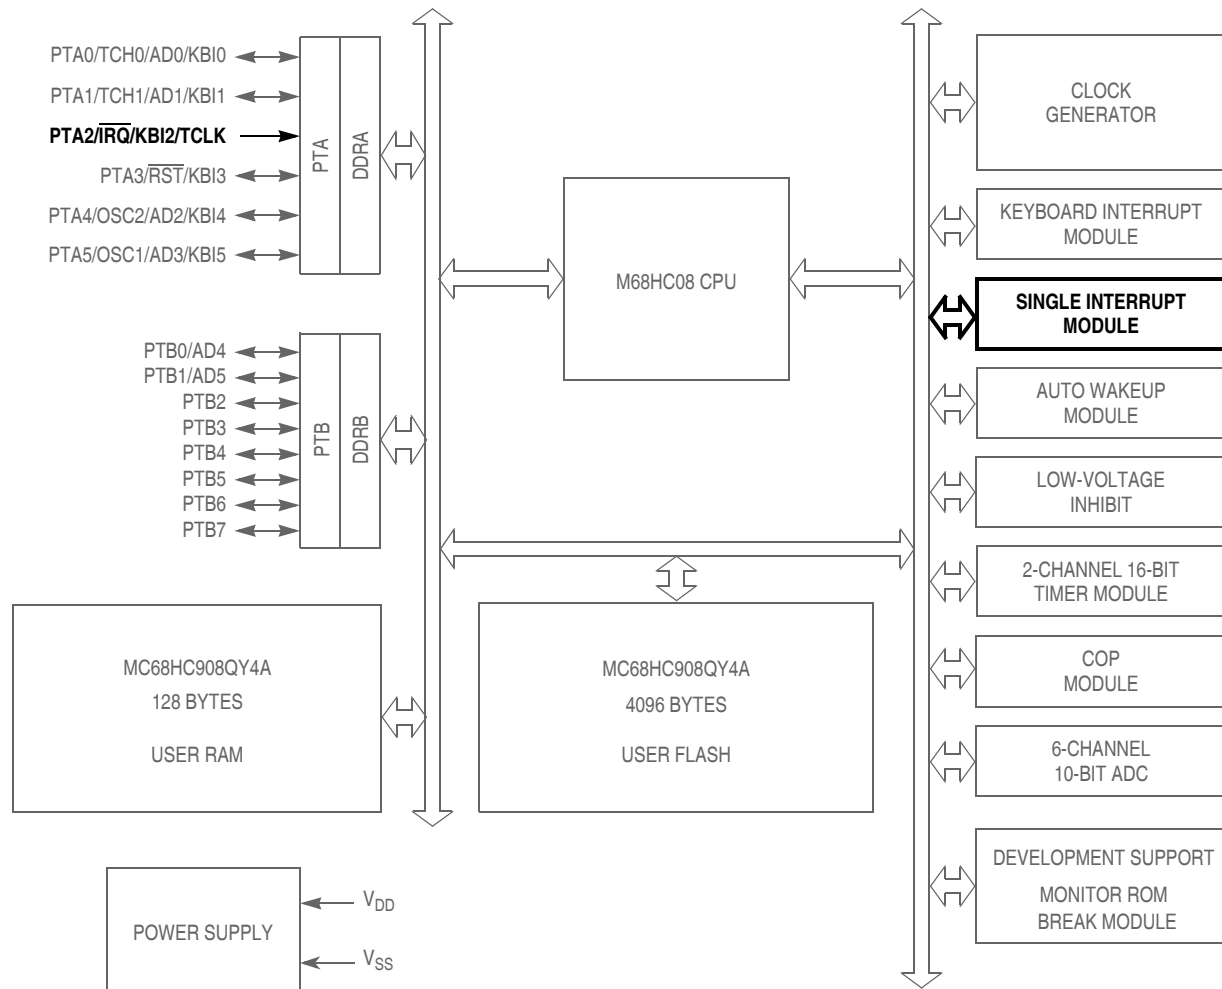 PTA0/TCH0/AD0/KBI0
PTA1/TCH1/AD1/KBI1
PTA2/IRQ/KBI2/TCLK
PTA3/RST/KBI3
PTA4/OSC2/AD2/KBI4
PTA5/OSC1/AD3/KBI5
PTA
DDRA
PTB0/AD4
PTB1/AD5
PTB2
PTB3
PTB4
PTB5
PTB6
PTB7
PTB
DDRB
M68HC08 CPU
MC68HC908QY4A
128 BYTES
USER RAM
MC68HC908QY4A
4096 BYTES
USER FLASH
POWER SUPPLY
VDD
VSS
CLOCK
GENERATOR
KEYBOARD INTERRUPT
MODULE
SINGLE INTERRUPT
MODULE
AUTO WAKEUP
MODULE
LOW-VOLTAGE
INHIBIT
2-CHANNEL 16-BIT
TIMER MODULE
COP
MODULE
6-CHANNEL
10-BIT ADC
DEVELOPMENT SUPPORT
MONITOR ROM
BREAK MODULE